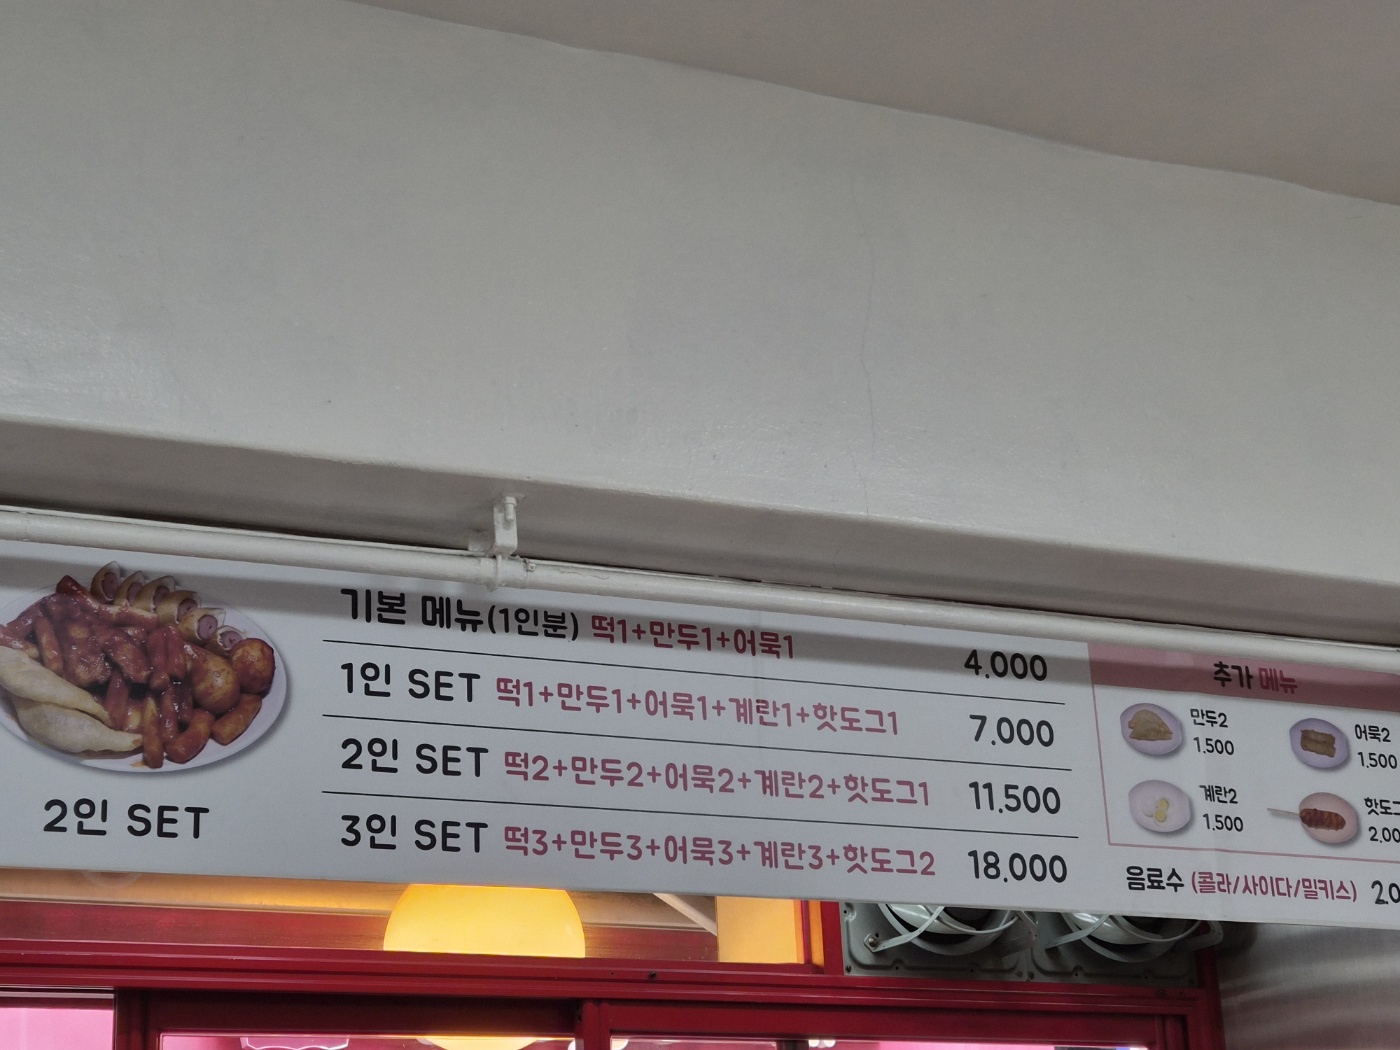 기본 메뉴(1인분) 떡1+만두1+어묵1 4.000
1인 SET 떡1+만두1+어묵1+계란1+핫도그1 7.000
2인 SET 떡2+만두2+어묵2+계란2+핫도그1 11.500
3인 SET 떡3+만두3+어묵3+계란3+핫도그2 18.000
2인 SET
추가 메뉴
만두2
1.500
어묵2
1.500
계란2
1.500
음료수 (콜라/사이다/밀키스)